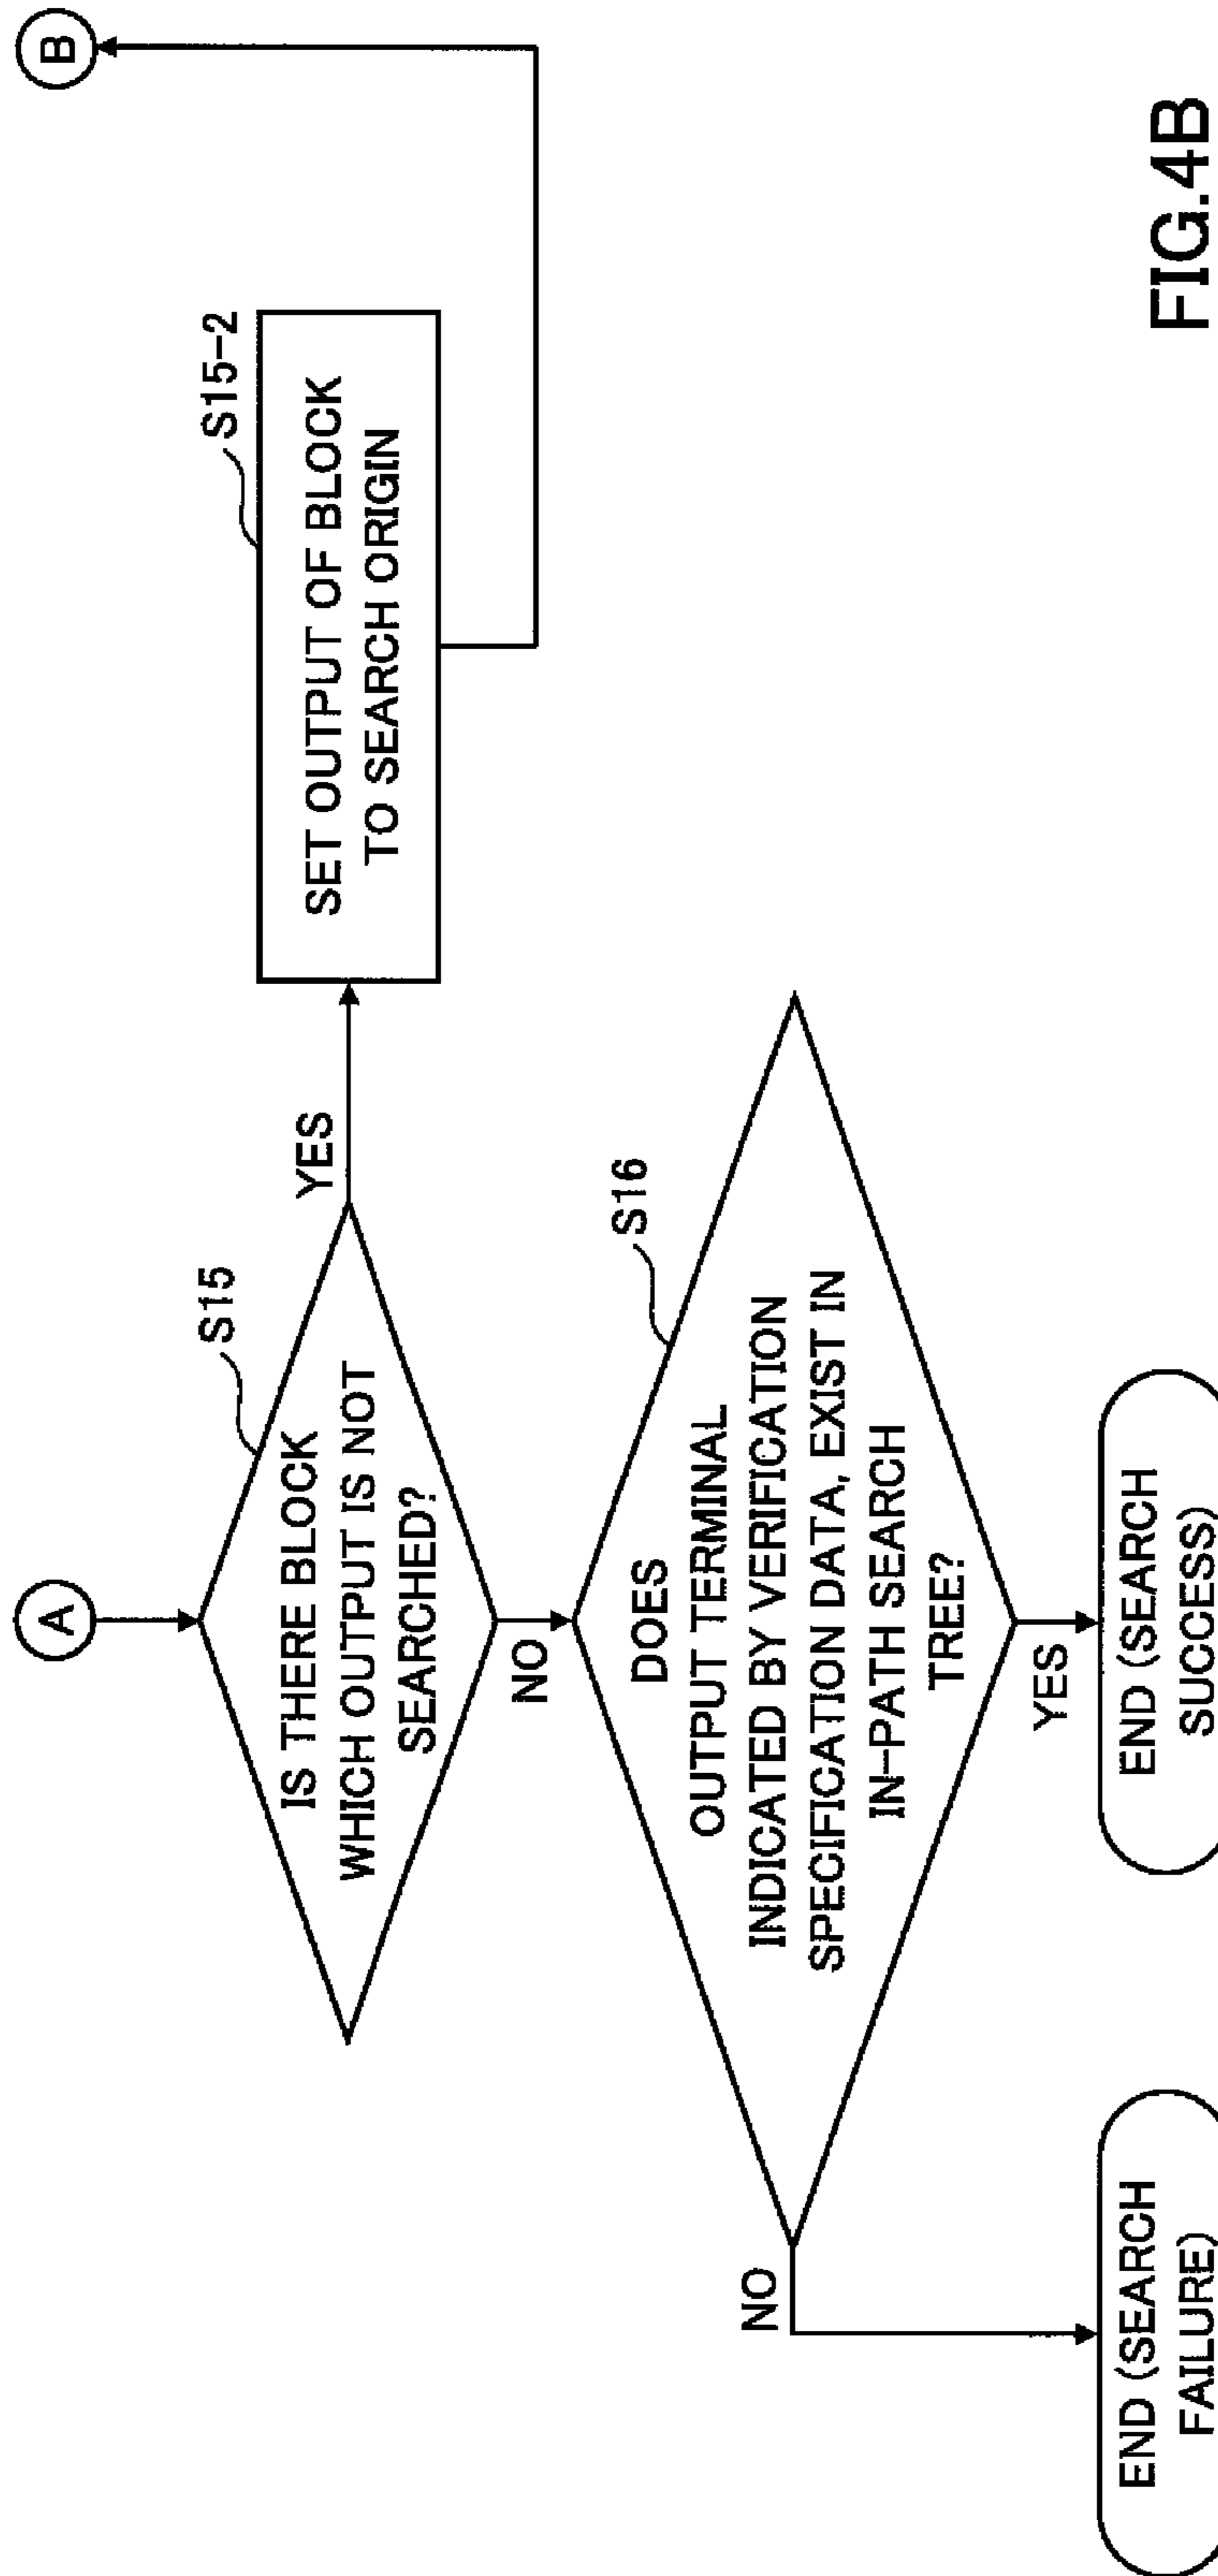 A
B
S15
IS THERE BLOCK
WHICH OUTPUT IS NOT
SEARCHED?
YES
S15-2
SET OUTPUT OF BLOCK
TO SEARCH ORIGIN
NO
S16
DOES
OUTPUT TERMINAL
INDICATED BY VERIFICATION
SPECIFICATION DATA, EXIST IN
IN-PATH SEARCH
TREE?
NO
YES
END (SEARCH
FAILURE)
END (SEARCH
SUCCESS)
FIG.4B